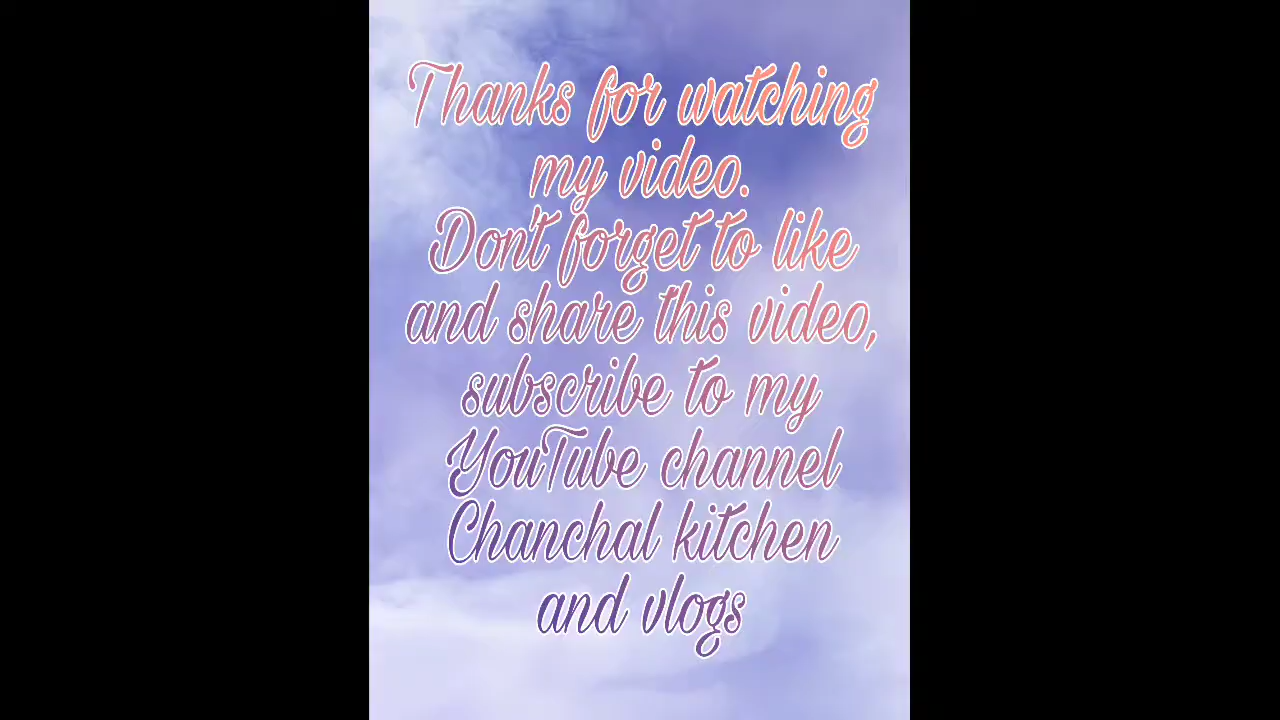 Thanks for watching
my video.
Don't forget to like
and share this video,
subscribe to my
YouTube channel
Chanchal kitchen
and vlogs